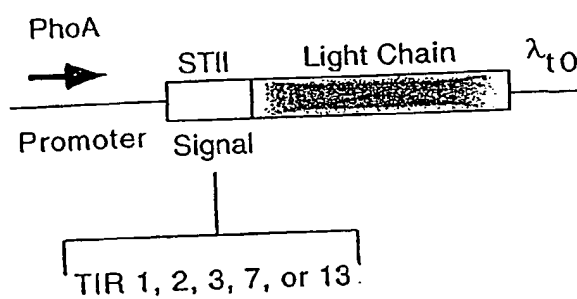 PhoA
STII Light Chain λt0
Promoter Signal
TIR 1, 2, 3, 7, or 13